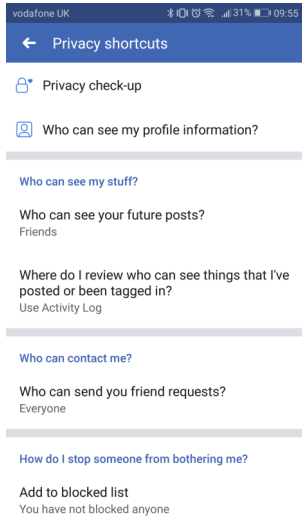 vodafone UK 31% 09:55
Privacy shortcuts
Privacy check-up
Who can see my profile information?
Who can see my stuff?
Who can see your future posts?
Friends
Where do I review who can see things that I've
posted or been tagged in?
Use Activity Log
Who can contact me?
Who can send you friend requests?
Everyone
How do I stop someone from bothering me?
Add to blocked list
You have not blocked anyone